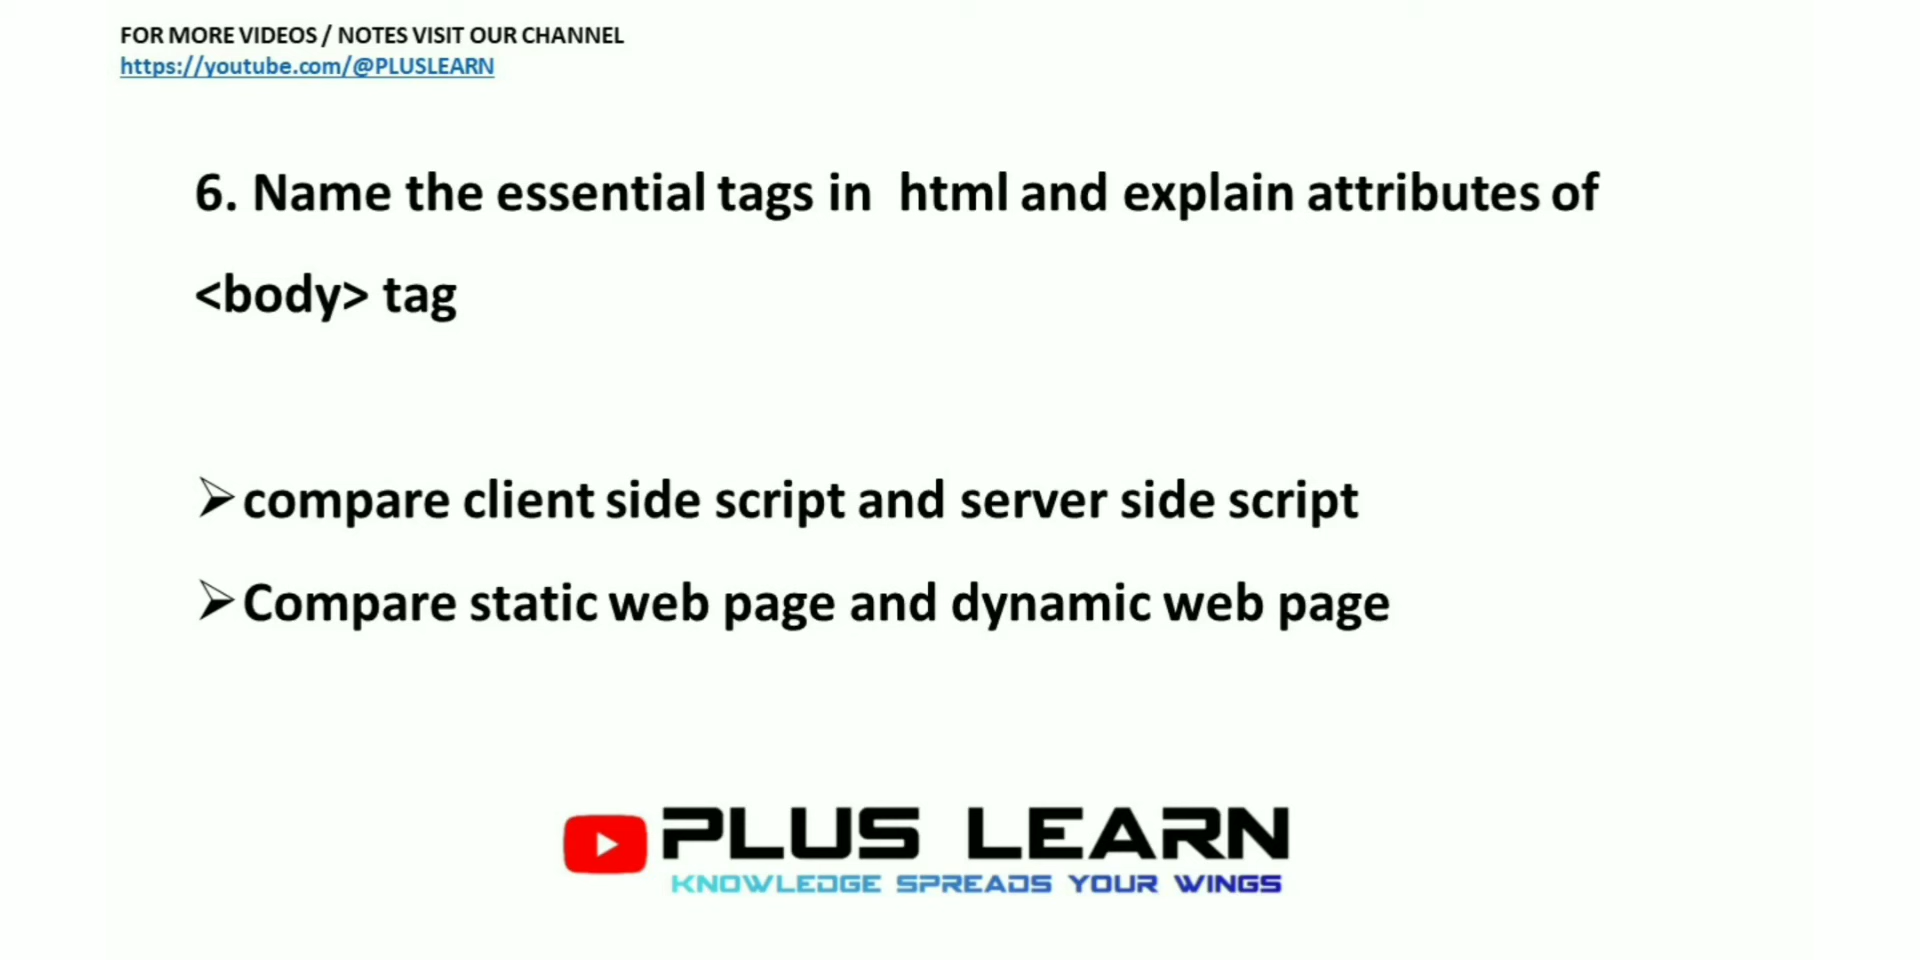 FOR MORE VIDEOS / NOTES VISIT OUR CHANNEL
https://youtube.com/@PLUSLEARN
6. Name the essential tags in html and explain attributes of
<body> tag
➢compare client side script and server side script
➢Compare static web page and dynamic web page
PLUS LEARN
KNOWLEDGE SPREADS YOUR WINGS